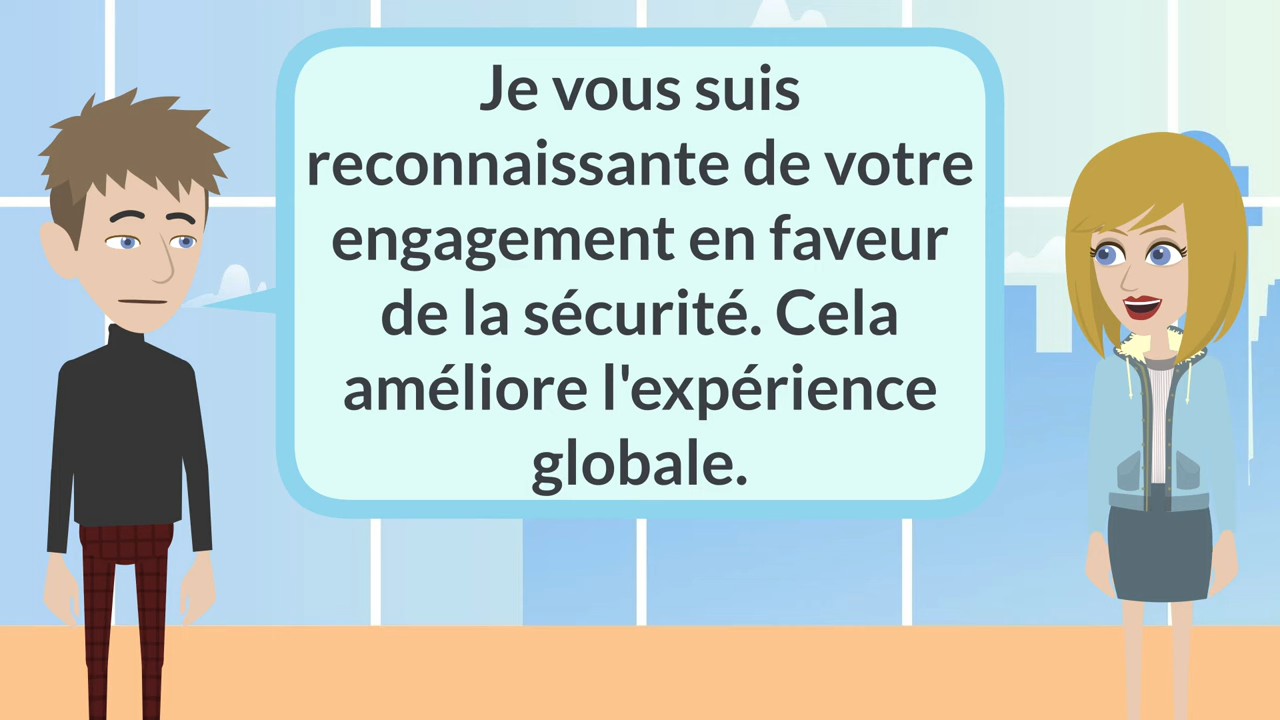 Je vous suis
reconnaissante de votre
engagement en faveur
de la sécurité. Cela
améliore l'expérience
globale.